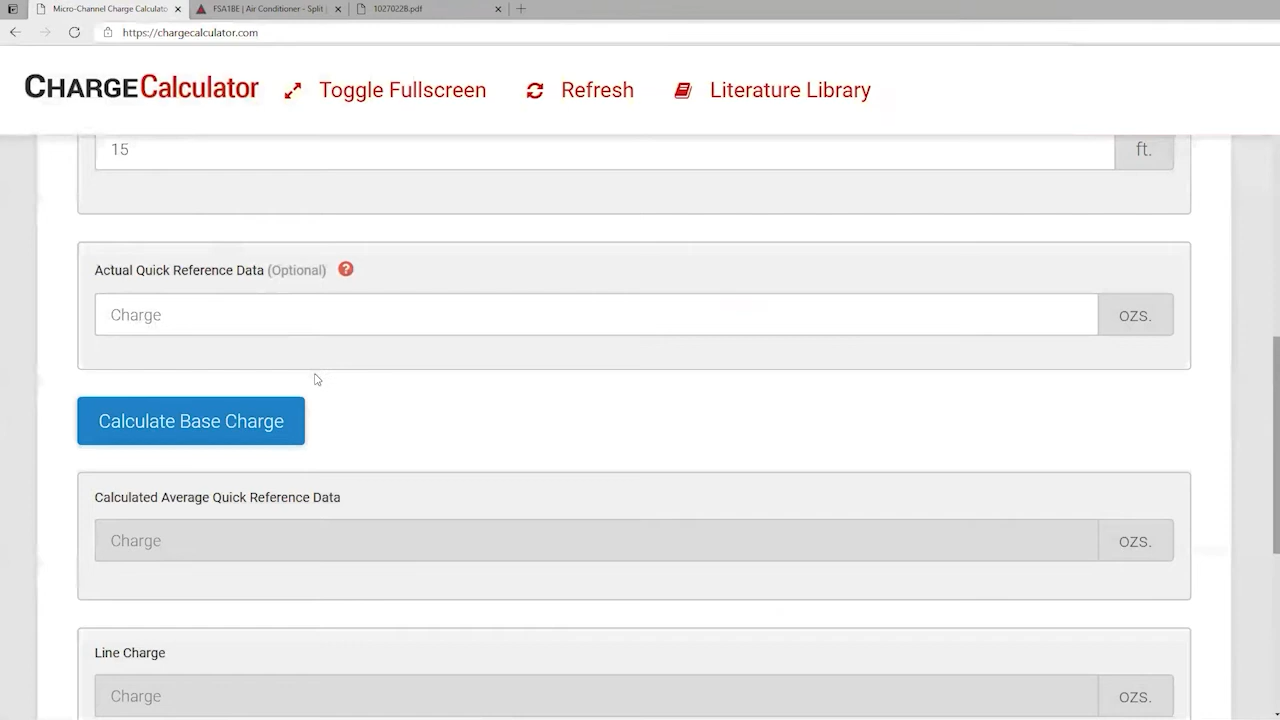 Micro-Channel Charge Calculato
FSA1BE | Air Conditioner - Split
10270228.pdf
https://chargecalculator.com
CHARGECalculator
Toggle Fullscreen
Refresh
Literature Library
15
ft.
Actual Quick Reference Data (Optional) ?
Charge
ozs.
Calculate Base Charge
Calculated Average Quick Reference Data
Charge
ozs.
Line Charge
Charge
ozs.